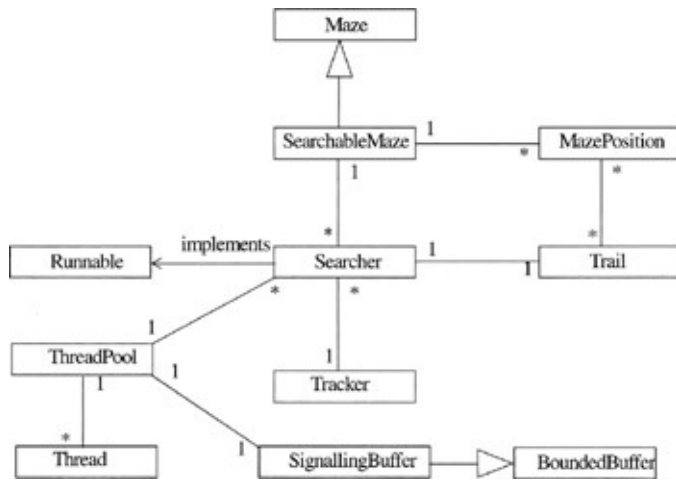 Maze
SearchableMaze
1
*
MazePosition
1
*
*
*
implements
Runnable
Searcher
1
1
Trail
*
*
1
ThreadPool
1
1
1
Tracker
*
1
Thread
SignallingBuffer
BoundedBuffer